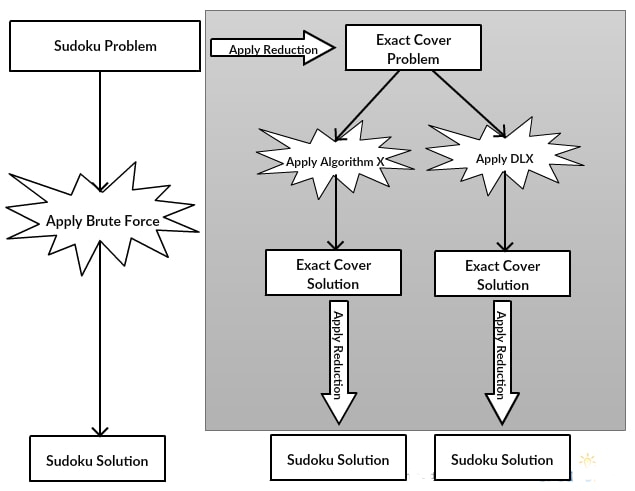 Sudoku Problem
Apply Reduction
Exact Cover
Problem
Apply Brute Force
Apply Algorithm X
Apply DLX
Exact Cover
Solution
Exact Cover
Solution
Apply Reduction
Apply Reduction
Sudoku Solution
Sudoku Solution
Sudoku Solution